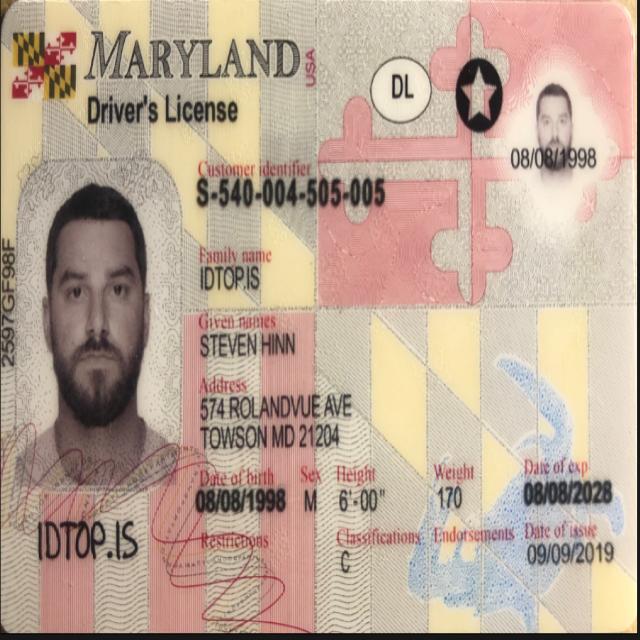 MARYLAND
USA
Driver's License
DL
08/08/1998
Customer identifier
S-540-004-505-005
2597GF98F
Family name
IDTOP.IS
Given names
STEVEN HINN
Address
574 ROLANDVUE AVE
TOWSON MD 21204
Date of birth Sex Height Weight Date of exp
08/08/1998 M 6'-00" 170 08/08/2028
Restrictions Classifications Endorsements Date of issue
C 09/09/2019
IDTOP.IS